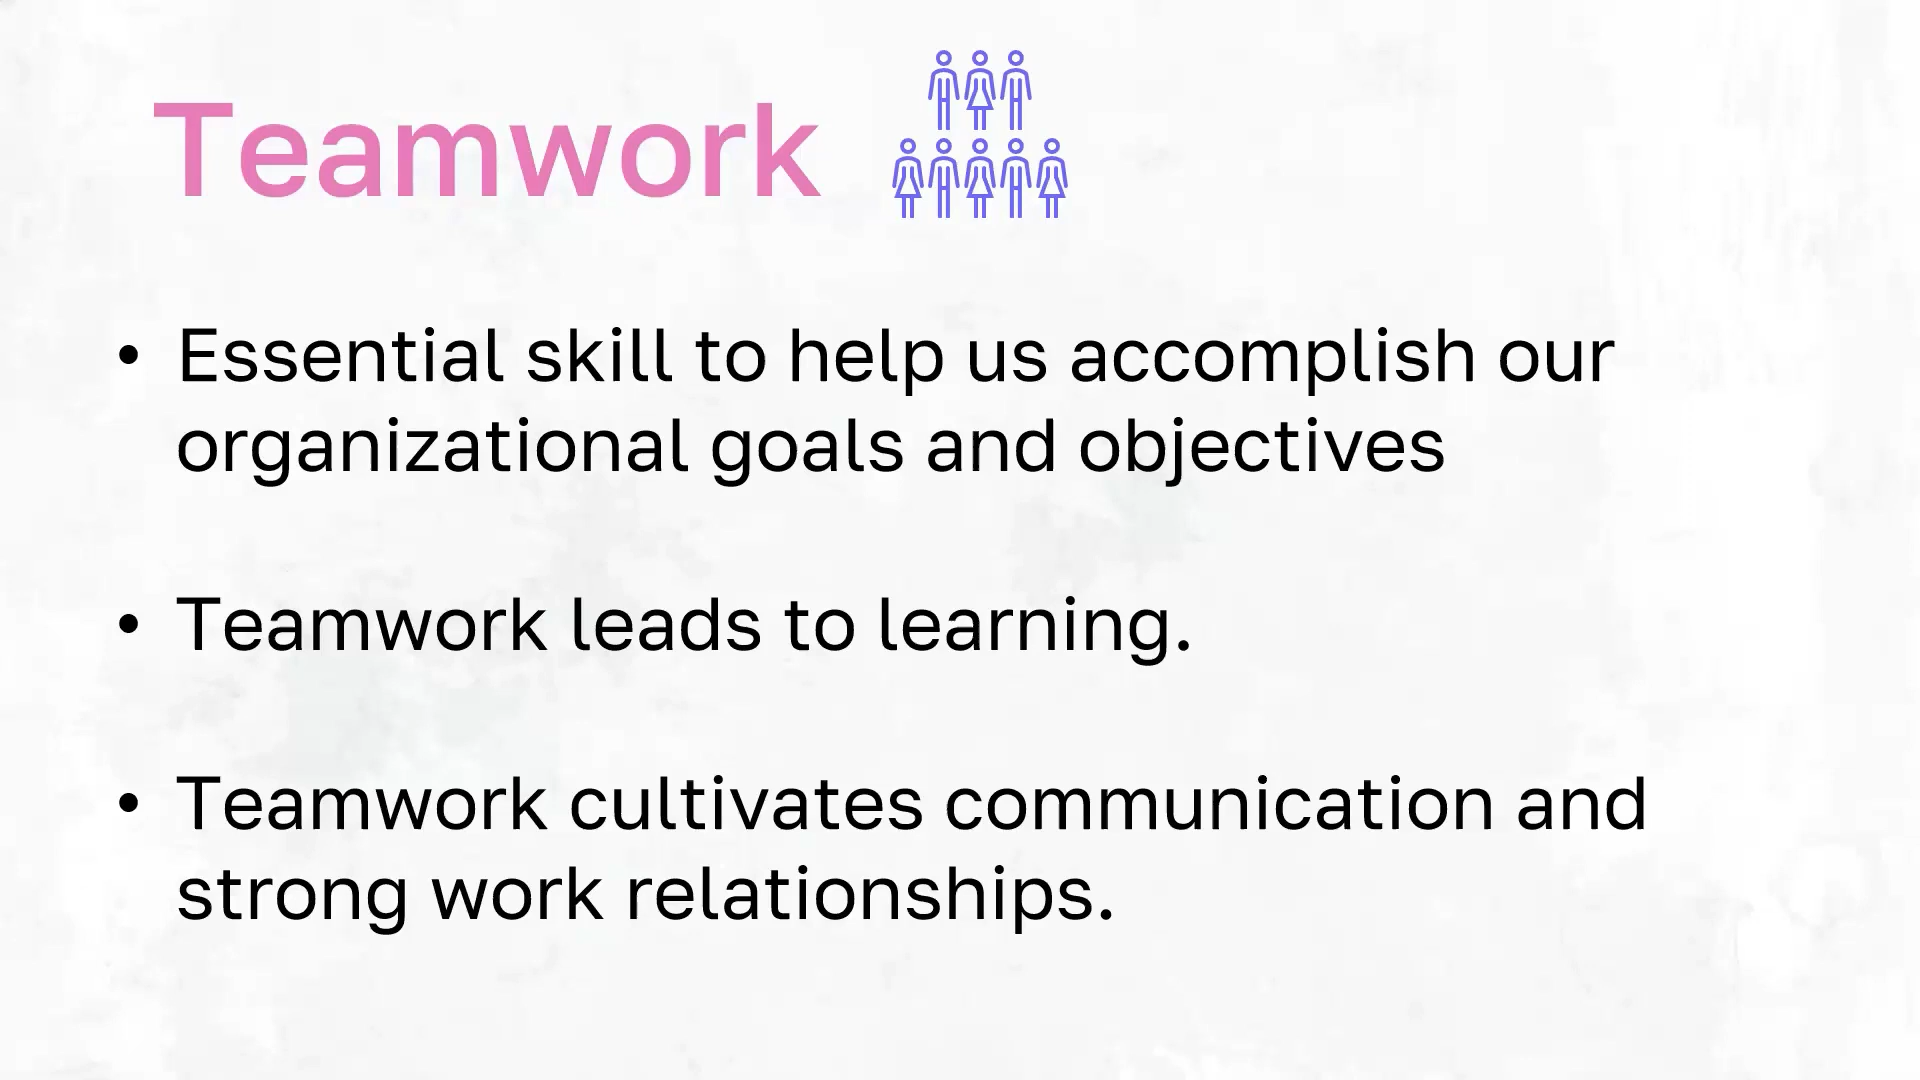 Teamwork
• Essential skill to help us accomplish our
organizational goals and objectives
• Teamwork leads to learning.
• Teamwork cultivates communication and
strong work relationships.